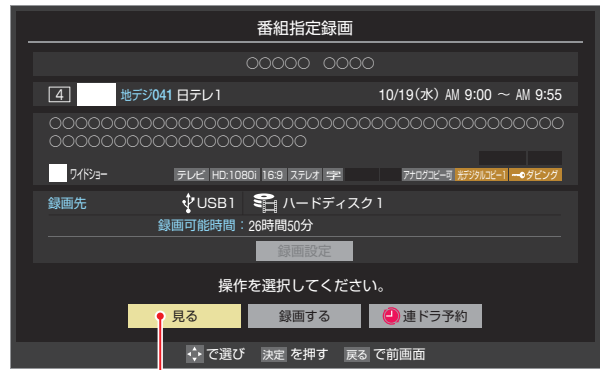 番組指定録画
○○○○○ ○○○○
4 地デジ041 日テレ1 10/19(水) AM 9:00 ～ AM 9:55
○○○○○○○○○○○○○○○○○○○○○○○○○○○○○○○○○○○○○○○○
○○○○○○○○○○○○○○○○○○○○
ワイドショー テレビ HD:1080i 16:9 ステレオ 字 アナログコピー可 光デジタルコピー1 ダビング
録画先 USB1 ハードディスク1
録画可能時間：26時間50分
録画設定
操作を選択してください。
見る 録画する 連ドラ予約
で選び 決定 を押す 戻る で前画面